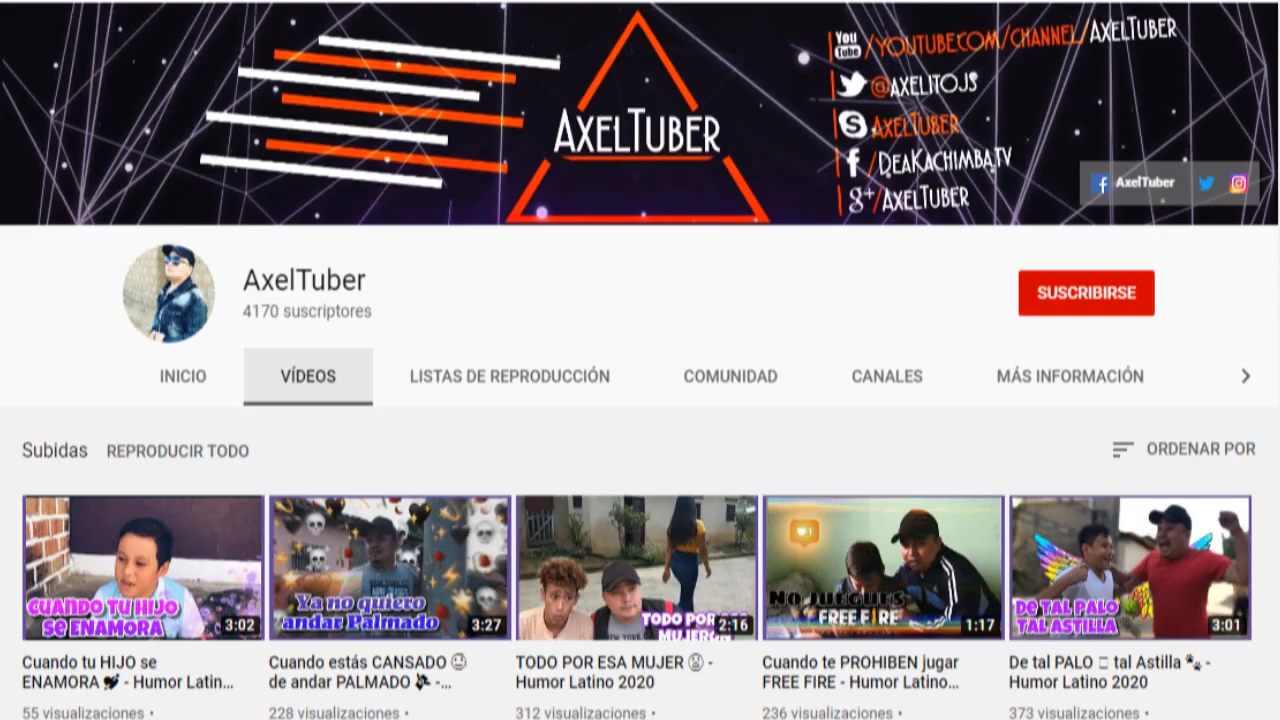 You Tube /YOUTUBE.COM/CHANNEL/AXELTUBER
@AXELITOJS
AXELTUBER
AXELTUBER
/DEAKACHIMBA.TV
g+/AXELTUBER
AxelTuber
AxelTuber
4170 suscriptores
SUSCRIBIRSE
INICIO
VÍDEOS
LISTAS DE REPRODUCCIÓN
COMUNIDAD
CANALES
MÁS INFORMACIÓN
Subidas
REPRODUCIR TODO
ORDENAR POR
CUANDO TU HIJO
SE ENAMORA
3:02
Ya no quiero
andar Palmado
3:27
NEW YORK
TODO POR
MUJER
2:16
NO JUEGUES
FREE FIRE
1:17
DE TAL PALO
TAL ASTILLA
3:01
Cuando tu HIJO se
ENAMORA 💘 - Humor Latin...
55 visualizaciones •
Cuando estás CANSADO
de andar PALMADO -...
228 visualizaciones •
TODO POR ESA MUJER -
Humor Latino 2020
312 visualizaciones •
Cuando te PROHIBEN jugar
FREE FIRE - Humor Latino...
236 visualizaciones •
De tal PALO tal Astilla 🐾 -
Humor Latino 2020
373 visualizaciones •